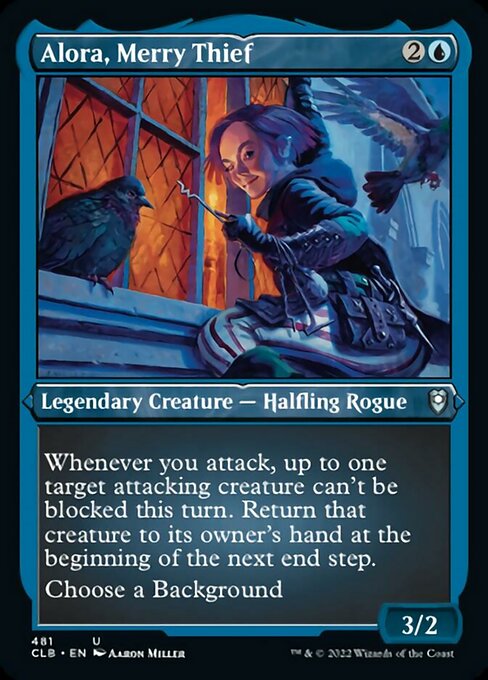 Alora, Merry Thief 2
Legendary Creature — Halfling Rogue
Whenever you attack, up to one
target attacking creature can't be
blocked this turn. Return that
creature to its owner's hand at the
beginning of the next end step.
Choose a Background
3/2
481 U
CLB • EN Aaron Miller ™ & © 2022 Wizards of the Coast